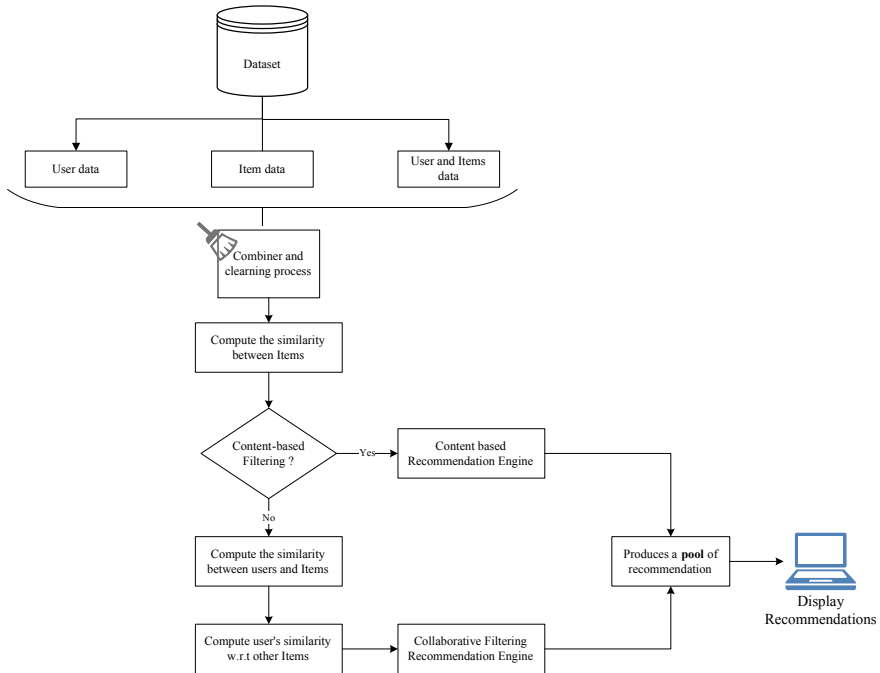 Dataset
User data
Item data
User and Items
data
Combiner and
clearning process
Compute the similarity
between Items
Content-based
Filtering ?
Yes
Content based
Recommendation Engine
No
Compute the similarity
between users and Items
Produces a pool of
recommendation
Display
Recommendations
Compute user's similarity
w.r.t other Items
Collaborative Filtering
Recommendation Engine